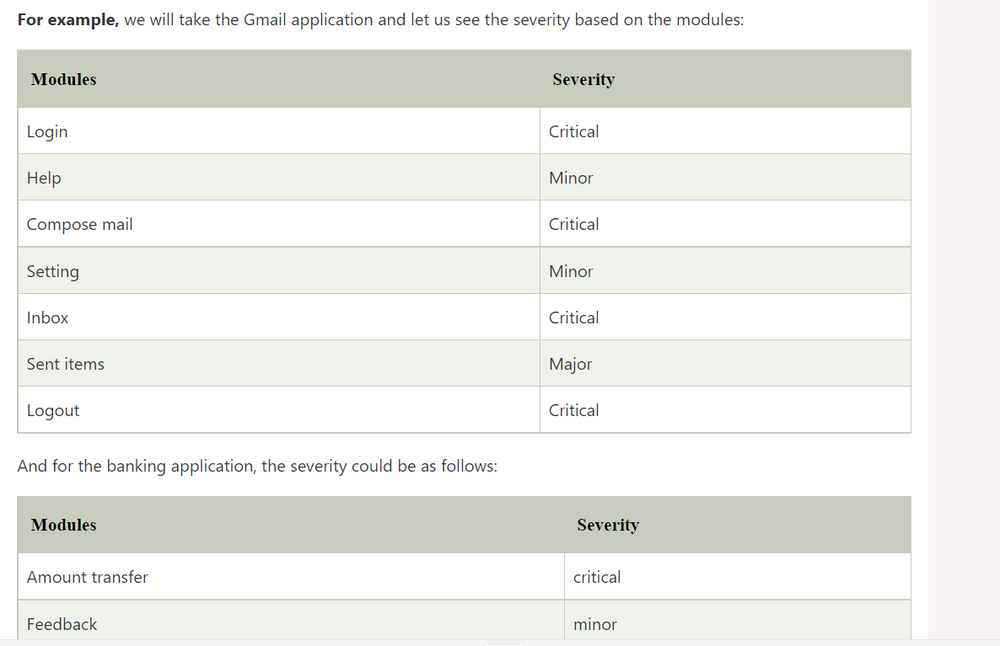 For example, we will take the Gmail application and let us see the severity based on the modules:
Modules Severity
Login Critical
Help Minor
Compose mail Critical
Setting Minor
Inbox Critical
Sent items Major
Logout Critical
And for the banking application, the severity could be as follows:
Modules Severity
Amount transfer critical
Feedback minor